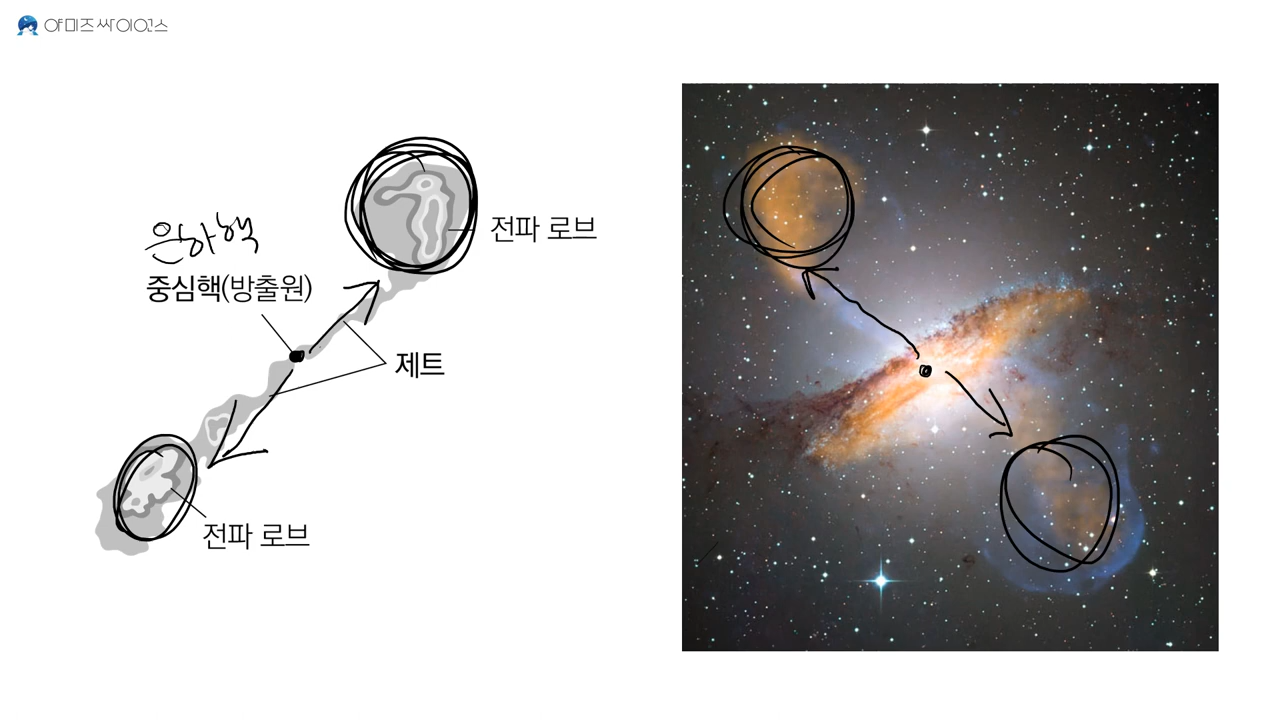 야미즈 싸이언스
전파 로브
은하핵
중심핵(방출원)
제트
전파 로브